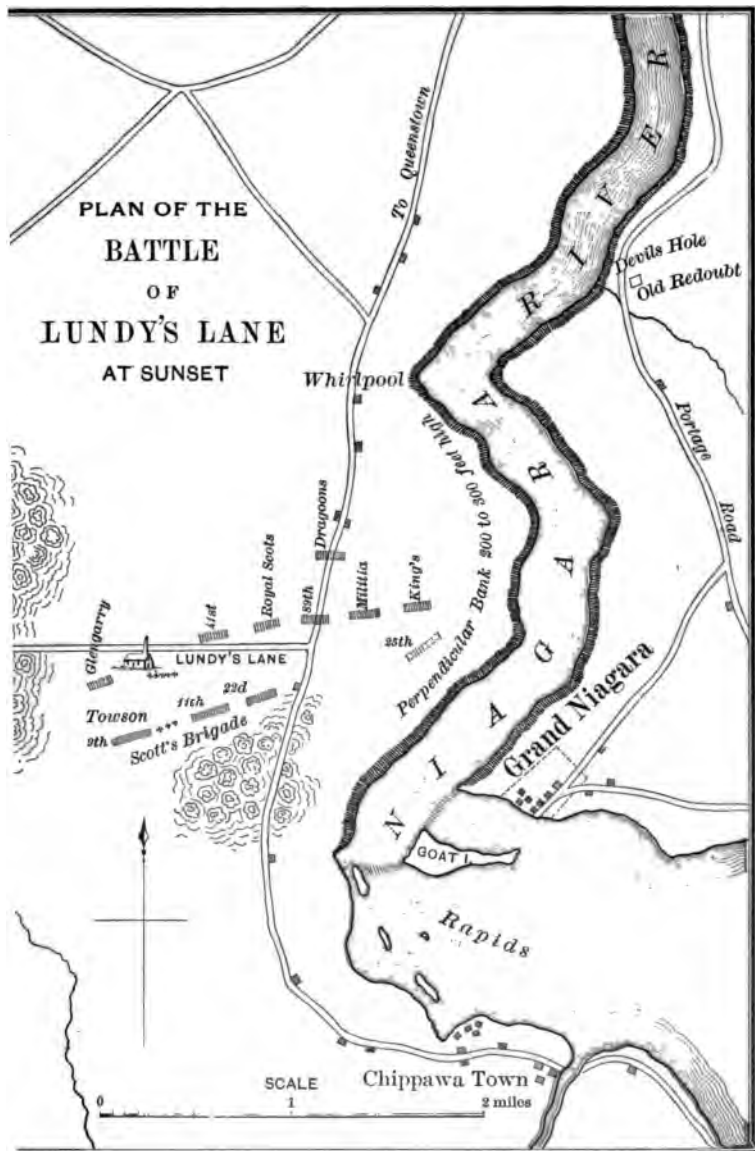 PLAN OF THE
BATTLE
OF
LUNDY'S LANE
AT SUNSET
To Queenstown
NIAGARA RIVER
Devils Hole
Old Redoubt
Whirlpool
Portage Road
Perpendicular Bank 200 to 300 feet high
Dragoons
Royal Scots
41st
89th
Militia
King's
25th
Glengarry
LUNDY'S LANE
Towson
9th
11th
22d
Scott's Brigade
Grand Niagara
GOAT I.
Rapids
Chippawa Town
SCALE
0 1 2 miles